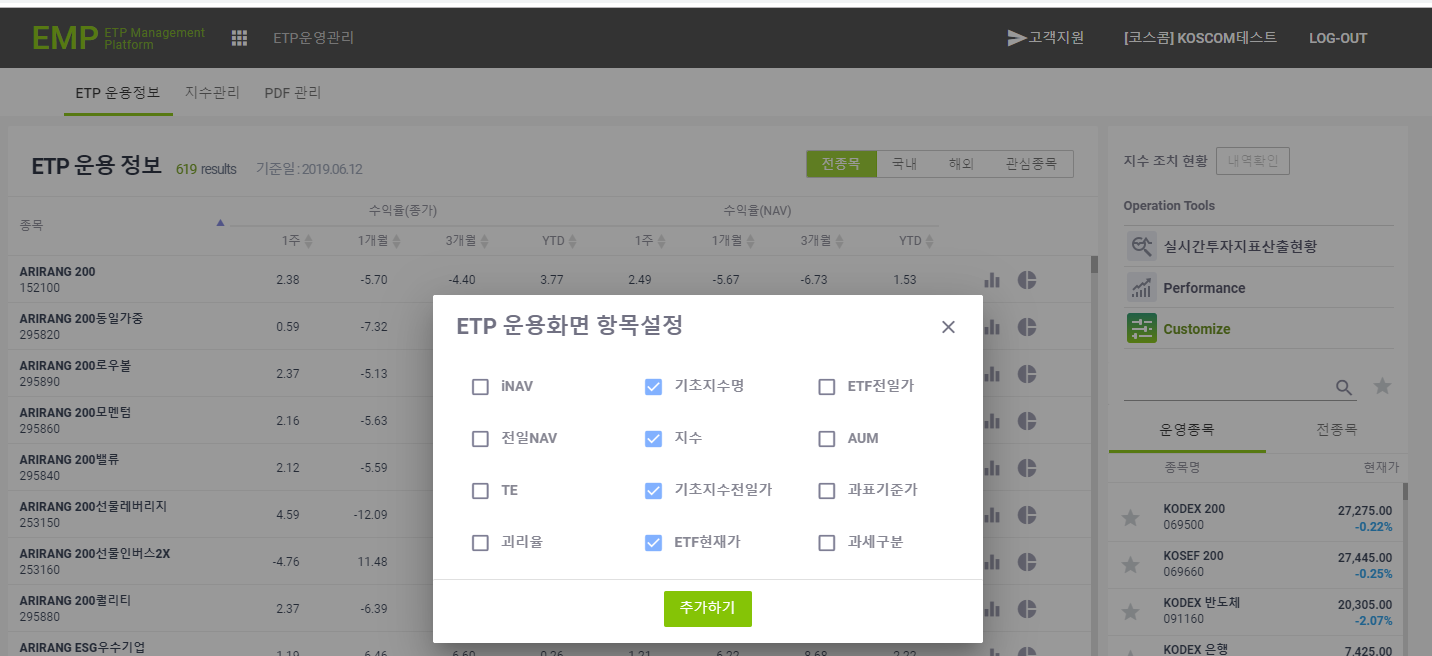 EMP ETP Management Platform
ETP운영관리
고객지원
[코스콤] KOSCOM테스트
LOG-OUT
ETP 운용정보
지수관리
PDF 관리
ETP 운용 정보 619 results 기준일 : 2019.06.12
전종목 국내 해외 관심종목
종목 수익율(종가) 수익율(NAV)
1주 1개월 3개월 YTD 1주 1개월 3개월 YTD
ARIRANG 200
152100
2.38 -5.70 -4.40 3.77 2.49 -5.67 -6.73 1.53
ARIRANG 200동일가중
295820
0.59 -7.32
ARIRANG 200로우볼
295890
2.37 -5.13
ARIRANG 200모멘텀
295860
2.16 -5.63
ARIRANG 200밸류
295840
2.12 -5.59
ARIRANG 200선물레버리지
253150
4.59 -12.09
ARIRANG 200선물인버스2X
253160
-4.76 11.48
ARIRANG 200퀄리티
295880
2.37 -6.39
ARIRANG ESG우수기업
ETP 운용화면 항목설정
iNAV 기초지수명 ETF전일가
전일NAV 지수 AUM
TE 기초지수전일가 과표기준가
괴리율 ETF현재가 과세구분
추가하기
지수 조치 현황 내역확인
Operation Tools
실시간투자지표산출현황
Performance
Customize
운영종목 전종목
종목명 현재가
KODEX 200 27,275.00
069500 -0.22%
KOSEF 200 27,445.00
069660 -0.25%
KODEX 반도체 20,305.00
091160 -2.07%
KODEX 은행 7,425.00